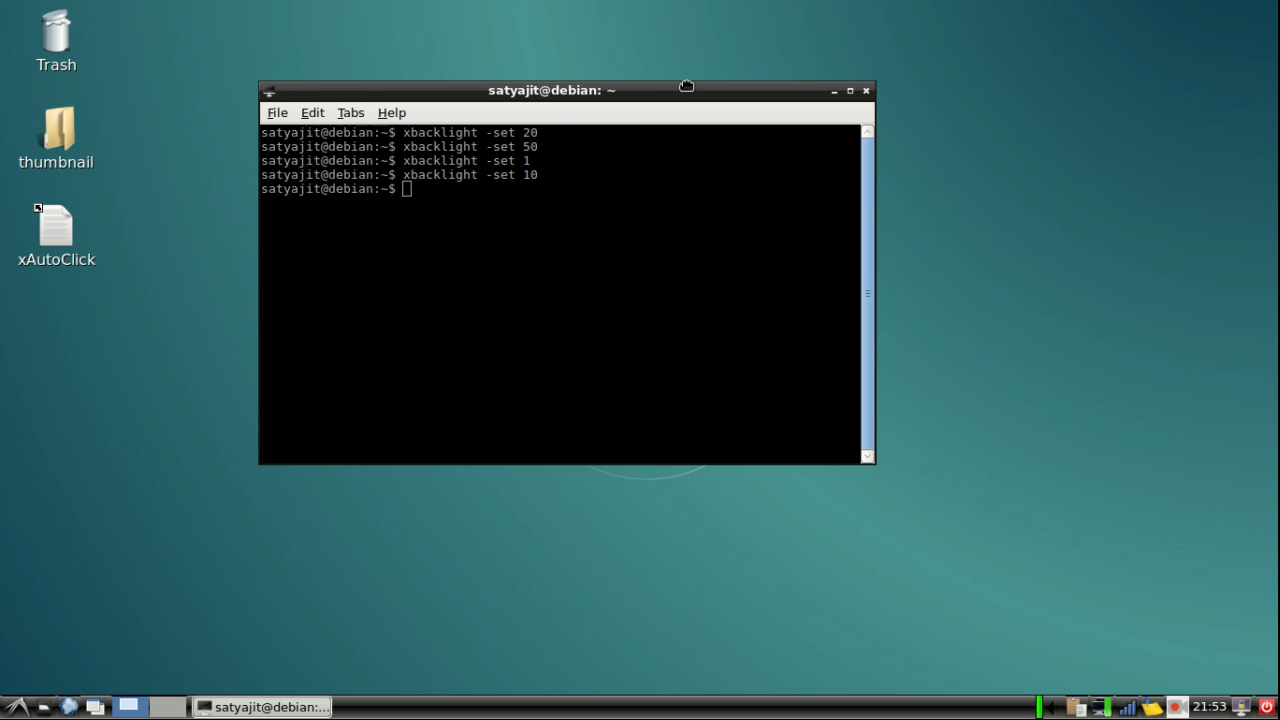 Trash
thumbnail
xAutoClick
satyajit@debian: ~
File Edit Tabs Help
satyajit@debian:~$ xbacklight -set 20
satyajit@debian:~$ xbacklight -set 50
satyajit@debian:~$ xbacklight -set 1
satyajit@debian:~$ xbacklight -set 10
satyajit@debian:~$
satyajit@debian:...
21:53